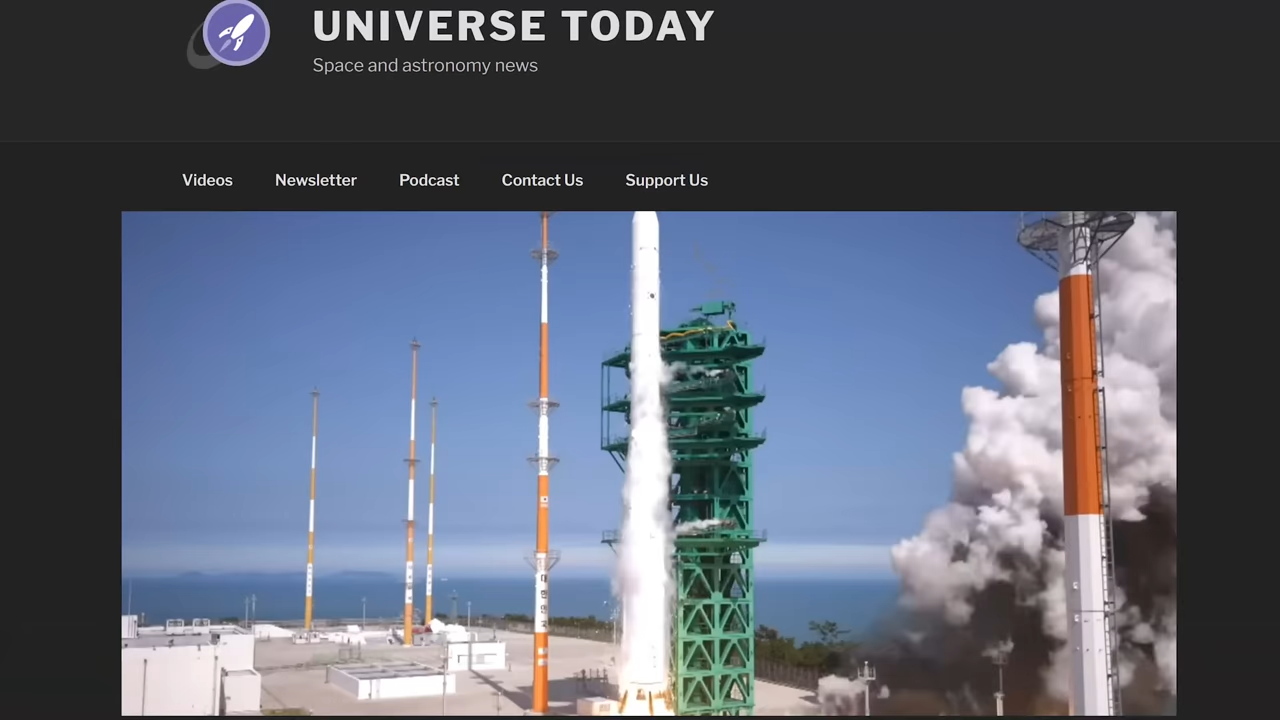 UNIVERSE TODAY
Space and astronomy news
Videos Newsletter Podcast Contact Us Support Us